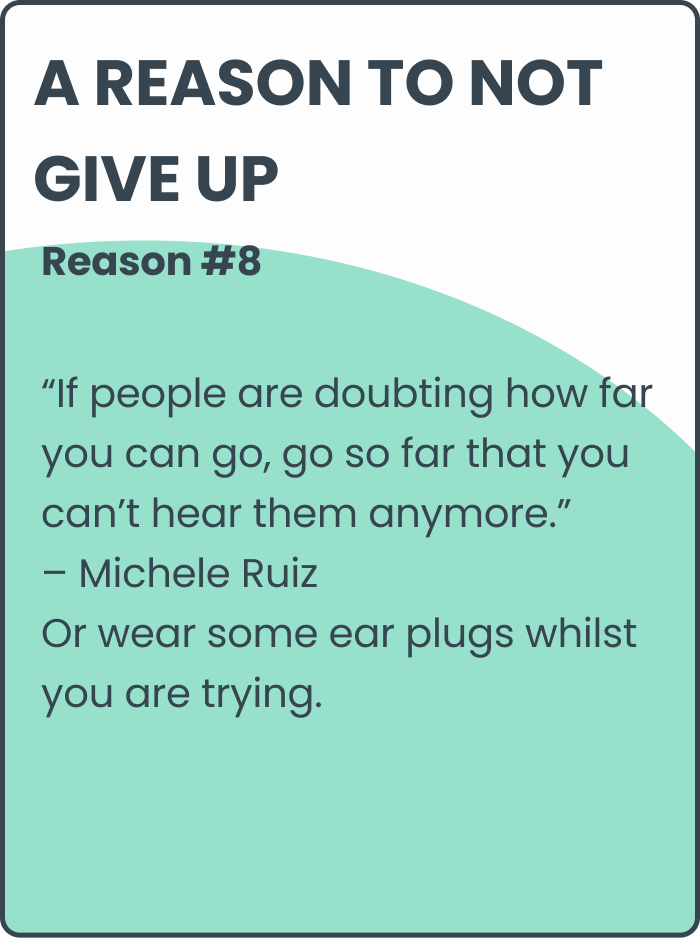 A REASON TO NOT
GIVE UP
Reason #8
“If people are doubting how far
you can go, go so far that you
can’t hear them anymore.”
– Michele Ruiz
Or wear some ear plugs whilst
you are trying.